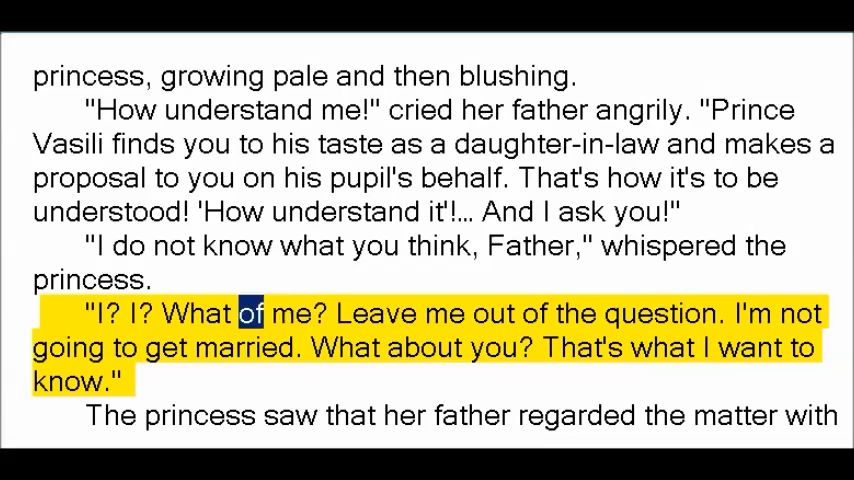 princess, growing pale and then blushing.
"How understand me!" cried her father angrily. "Prince
Vasili finds you to his taste as a daughter-in-law and makes a
proposal to you on his pupil's behalf. That's how it's to be
understood! 'How understand it'!... And I ask you!"
"I do not know what you think, Father," whispered the
princess.
"I? I? What of me? Leave me out of the question. I'm not
going to get married. What about you? That's what I want to
know."
The princess saw that her father regarded the matter with